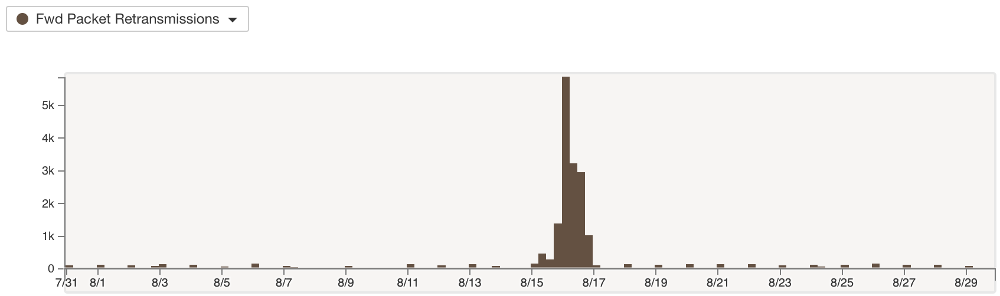 Fwd Packet Retransmissions
5k
4k
3k
2k
1k
0
7/31 8/1 8/3 8/5 8/7 8/9 8/11 8/13 8/15 8/17 8/19 8/21 8/23 8/25 8/27 8/29